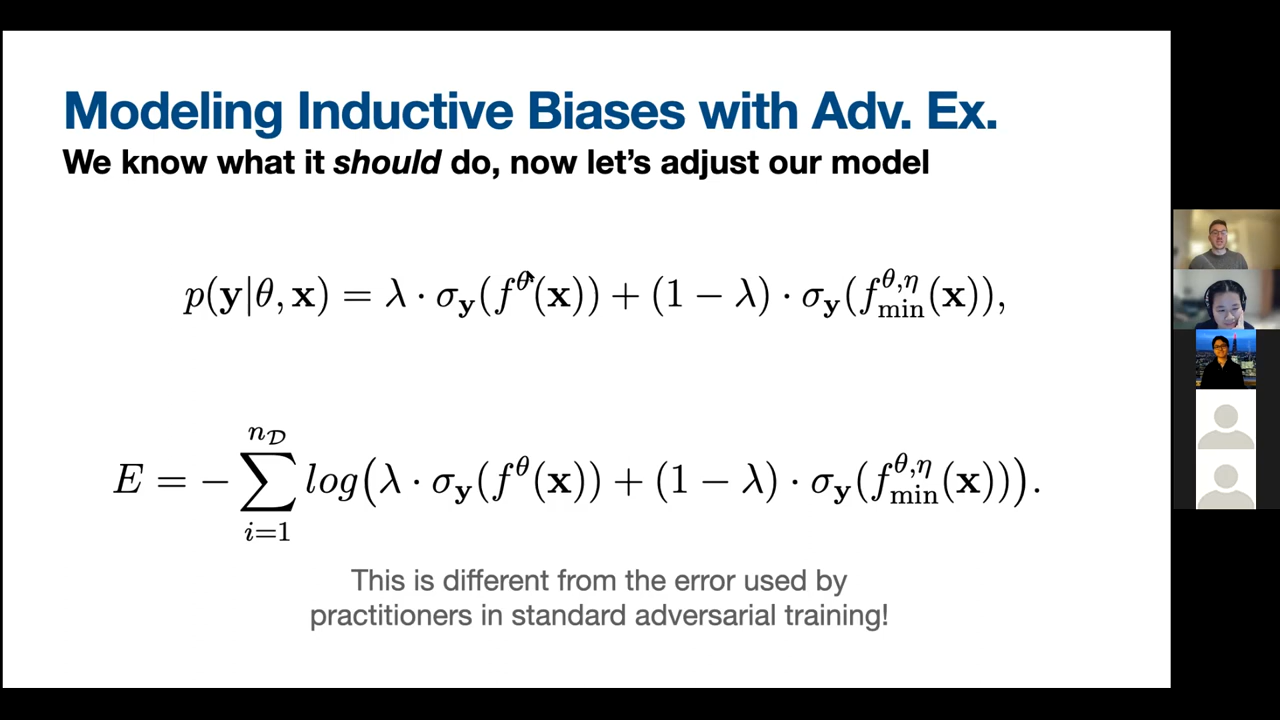 Modeling Inductive Biases with Adv. Ex.
We know what it should do, now let's adjust our model
p(y|θ, x) = λ · σ_y(f^θ(x)) + (1 − λ) · σ_y(f_min^{θ,η}(x)),
E = − ∑_{i=1}^{n_𝒟} log(λ · σ_y(f^θ(x)) + (1 − λ) · σ_y(f_min^{θ,η}(x))).
This is different from the error used by
practitioners in standard adversarial training!